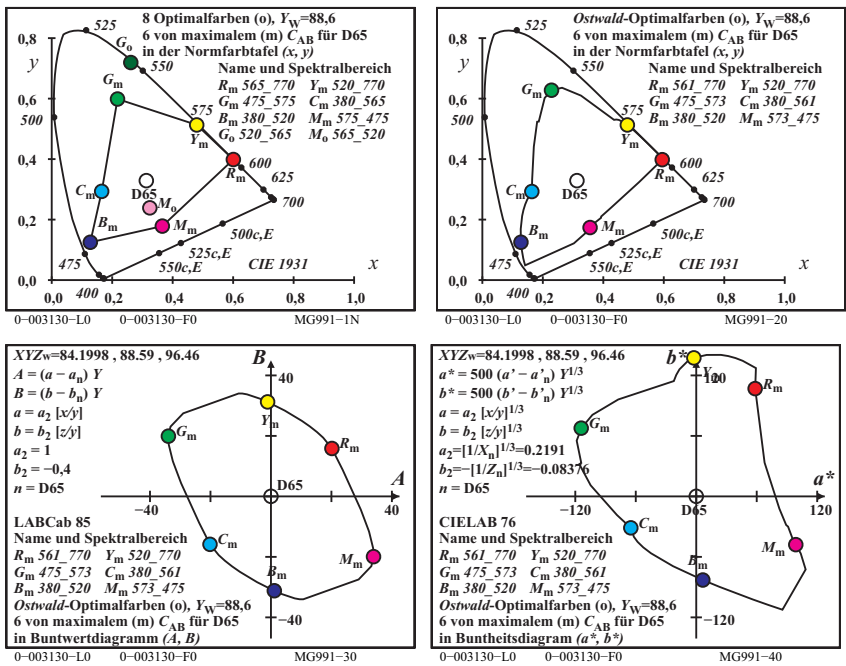 8 Optimalfarben (o), YW=88,6
6 von maximalem (m) CAB für D65
in der Normfarbtafel (x, y)
Name und Spektralbereich
Rm 565_770 Ym 520_770
Gm 475_575 Cm 380_565
Bm 380_520 Mm 575_475
Go 520_565 Mo 565_520
0,8
y
0,6
0,4
0,2
0,0
0,0 0,2 0,4 0,6 0,8 1,0
x
525
Go
550
Gm
575
Ym
500
600
Rm
625
700
Cm
D65
Mo
Mm
Bm
500c,E
525c,E
550c,E
475
400
CIE 1931
0-003130-L0 0-003130-F0 MG991-1N
Ostwald-Optimalfarben (o), YW=88,6
6 von maximalem (m) CAB für D65
in der Normfarbtafel (x, y)
Name und Spektralbereich
Rm 561_770 Ym 520_770
Gm 475_573 Cm 380_561
Bm 380_520 Mm 573_475
0,8
y
0,6
0,4
0,2
0,0
0,0 0,2 0,4 0,6 0,8 1,0
x
525
550
Gm
575
Ym
500
600
Rm
625
700
Cm
D65
Mm
Bm
500c,E
525c,E
550c,E
475
400
CIE 1931
0-003130-L0 0-003130-F0 MG991-20
XYZw=84.1998 , 88.59 , 96.46
A = (a – an) Y
B = (b – bn) Y
a = a2 [x/y]
b = b2 [z/y]
a2 = 1
b2 = –0,4
n = D65
B
40
Ym
Gm
Rm
D65
A
–40
40
LABCab 85
Name und Spektralbereich
Rm 561_770 Ym 520_770
Gm 475_573 Cm 380_561
Bm 380_520 Mm 573_475
Cm
Bm
Mm
–40
Ostwald-Optimalfarben (o), YW=88,6
6 von maximalem (m) CAB für D65
in Buntwertdiagramm (A, B)
0-003130-L0 0-003130-F0 MG991-30
XYZw=84.1998 , 88.59 , 96.46
a* = 500 (a' – a'n) Y1/3
b* = 500 (b' – b'n) Y1/3
a = a2 [x/y]1/3
b = b2 [z/y]1/3
a2=[1/Xn]1/3=0.2191
b2=–[1/Zn]1/3=–0.08376
n = D65
b*
Ym
120
Rm
Gm
a*
–120
D65
120
CIELAB 76
Name und Spektralbereich
Rm 561_770 Ym 520_770
Gm 475_573 Cm 380_561
Bm 380_520 Mm 573_475
Cm
Mm
Bm
–120
Ostwald-Optimalfarben (o), YW=88,6
6 von maximalem (m) CAB für D65
in Buntheitsdiagram (a*, b*)
0-003130-L0 0-003130-F0 MG991-40